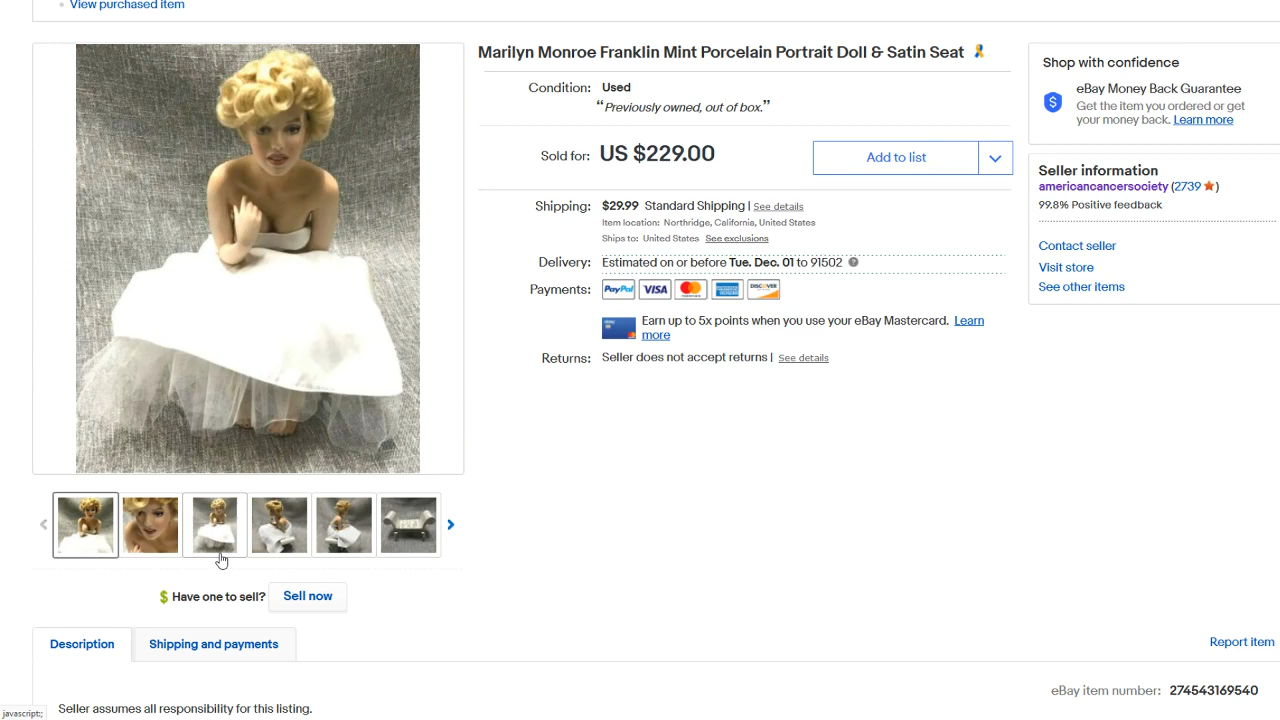 View purchased item
Marilyn Monroe Franklin Mint Porcelain Portrait Doll & Satin Seat
Condition: Used
“Previously owned, out of box.”
Sold for: US $229.00
Add to list
Shipping: $29.99 Standard Shipping | See details
Item location: Northridge, California, United States
Ships to: United States See exclusions
Delivery: Estimated on or before Tue. Dec. 01 to 91502
Payments: PayPal VISA MasterCard AMERICAN EXPRESS DISCOVER
Earn up to 5x points when you use your eBay Mastercard. Learn
more
Returns: Seller does not accept returns | See details
Shop with confidence
eBay Money Back Guarantee
Get the item you ordered or get
your money back. Learn more
Seller information
americancancersociety (2739 )
99.8% Positive feedback
Contact seller
Visit store
See other items
$ Have one to sell? Sell now
Description
Shipping and payments
Report item
eBay item number: 274543169540
Seller assumes all responsibility for this listing.
javascript:;